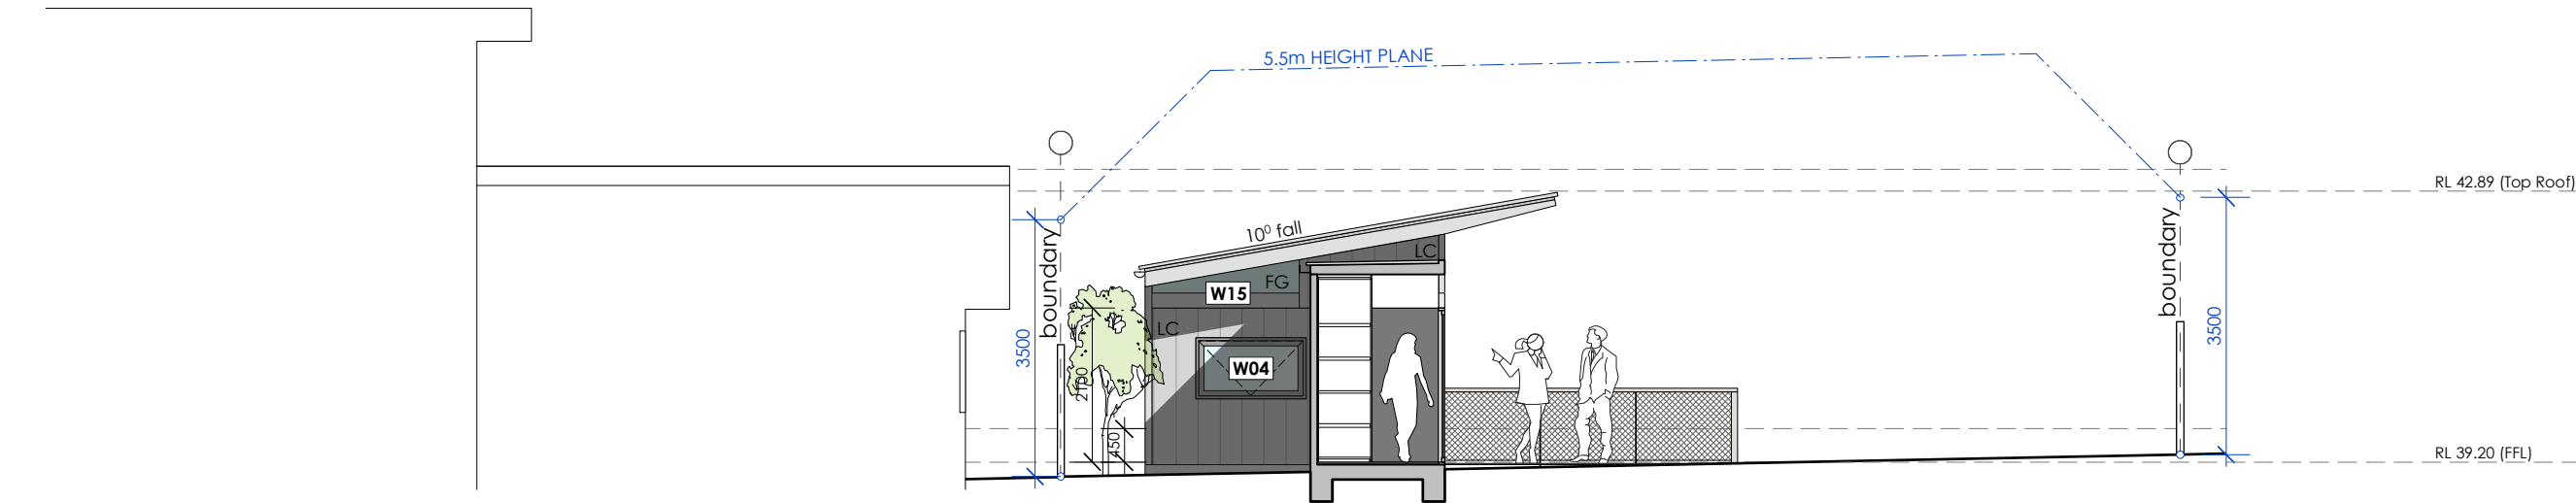 5.5m HEIGHT PLANE
RL 42.89 (Top Roof)
boundary
boundary
10⁰ fall
LC
FG
W15
LC
3500
3500
W04
2100
450
RL 39.20 (FFL)